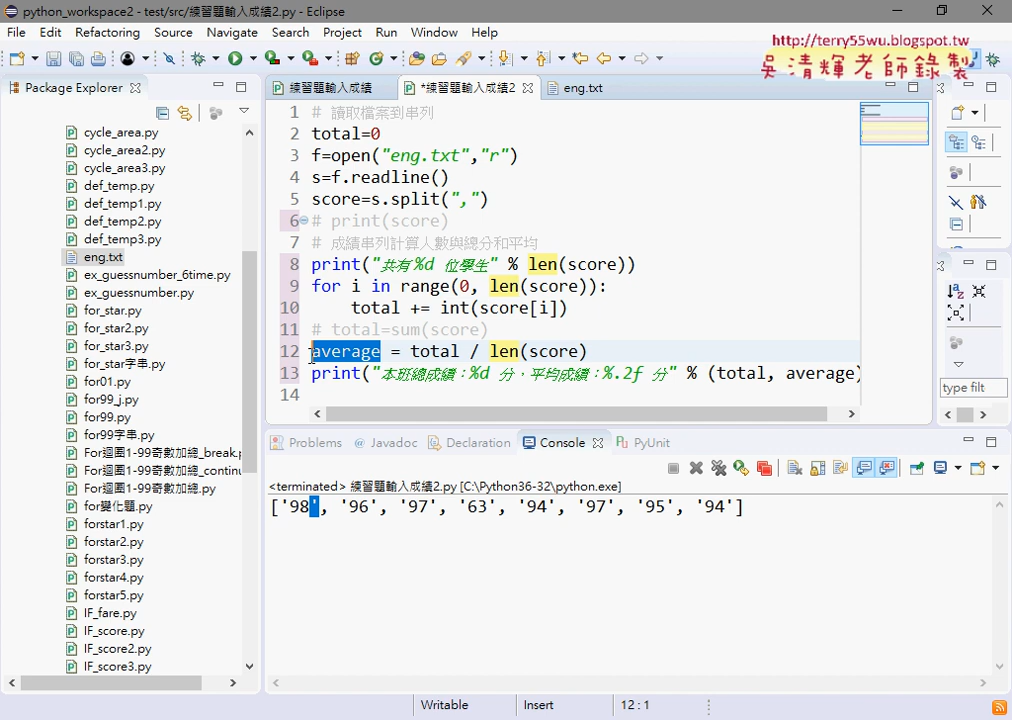 python_workspace2 - test/src/練習題輸入成績2.py - Eclipse
File Edit Refactoring Source Navigate Search Project Run Window Help
http://terry55wu.blogspot.tw
吳清輝老師錄製
Package Explorer
練習題輸入成績
*練習題輸入成績2
eng.txt
cycle_area.py
cycle_area2.py
cycle_area3.py
def_temp.py
def_temp1.py
def_temp2.py
def_temp3.py
eng.txt
ex_guessnumber_6time.py
ex_guessnumber.py
for_star.py
for_star2.py
for_star3.py
for_star字串.py
for01.py
for99_j.py
for99.py
for99字串.py
For迴圈1-99奇數加總_break.p
For迴圈1-99奇數加總_continu
For迴圈1-99奇數加總.py
for變化題.py
forstar1.py
forstar2.py
forstar3.py
forstar4.py
forstar5.py
IF_fare.py
IF_score.py
IF_score2.py
IF_score3.py
1 # 讀取檔案到串列
2 total=0
3 f=open("eng.txt","r")
4 s=f.readline()
5 score=s.split(",")
6 # print(score)
7 # 成績串列計算人數與總分和平均
8 print("共有%d 位學生" % len(score))
9 for i in range(0, len(score)):
10 total += int(score[i])
11 # total=sum(score)
12 average = total / len(score)
13 print("本班總成績：%d 分，平均成績：%.2f 分" % (total, average)
14
type filt
Problems @ Javadoc Declaration Console PyUnit
<terminated> 練習題輸入成績2.py [C:\Python36-32\python.exe]
['98', '96', '97', '63', '94', '97', '95', '94']
Writable Insert 12 : 1